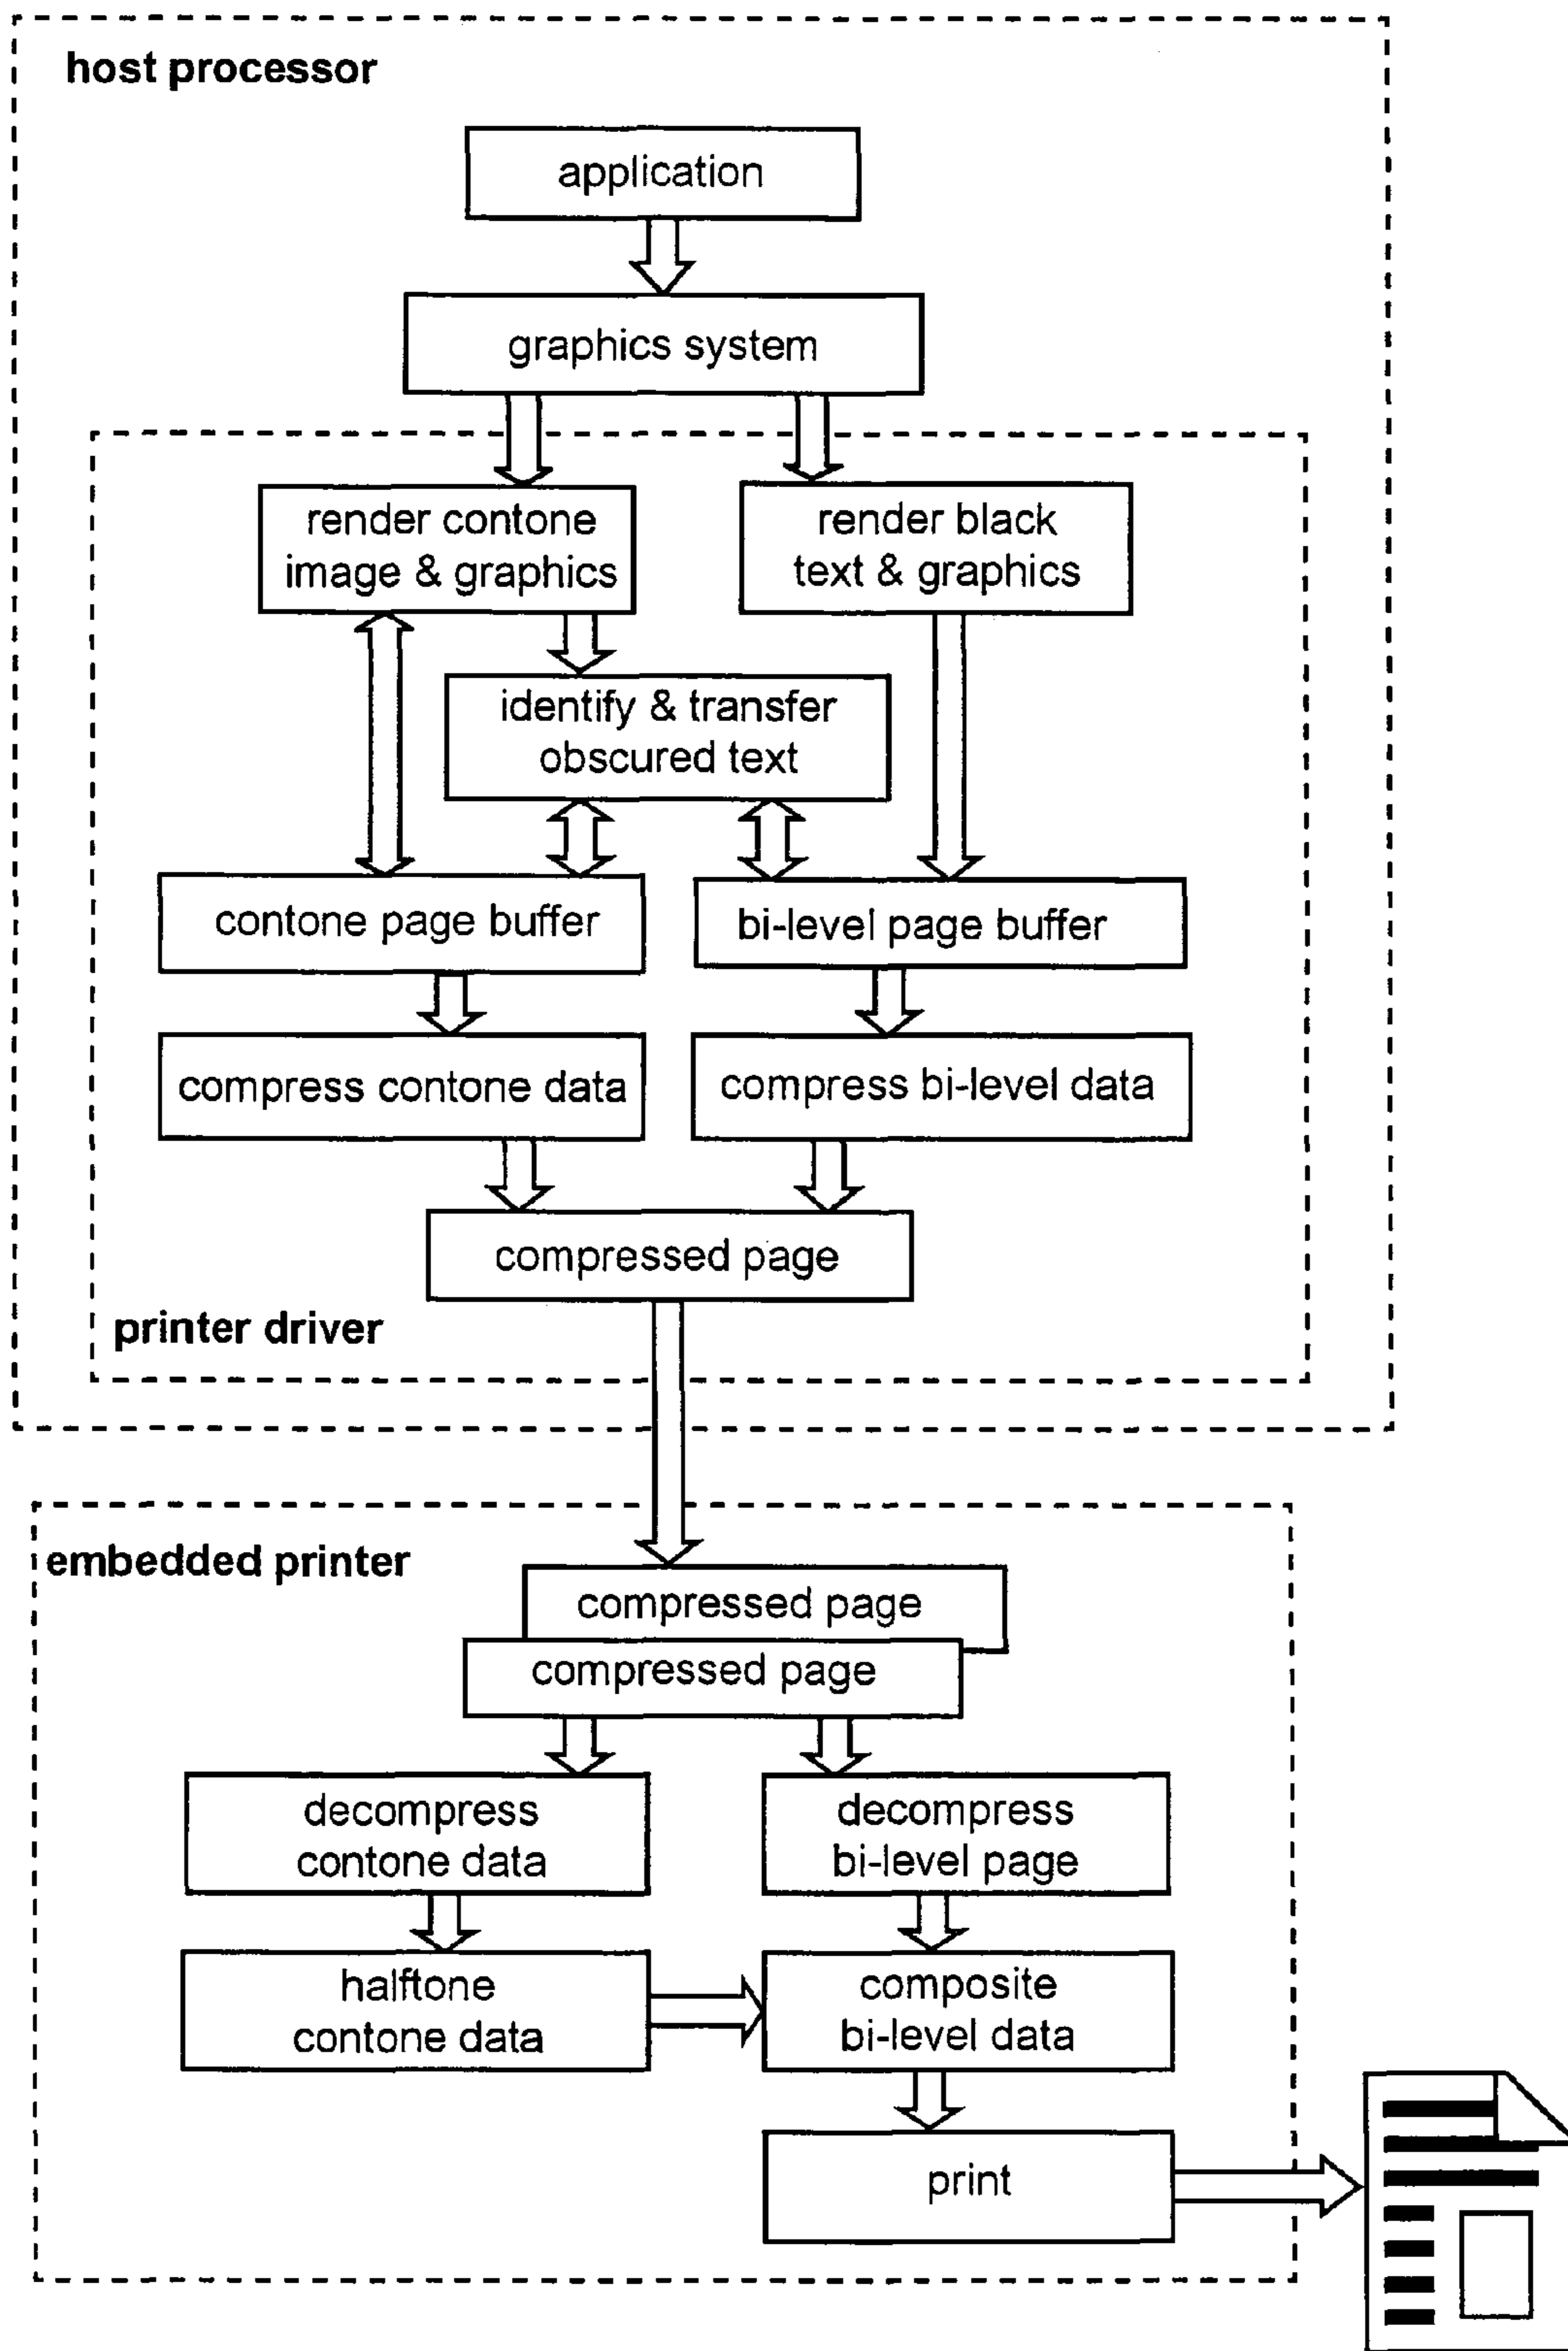 host processor
application
graphics system
render contone
image & graphics
render black
text & graphics
identify & transfer
obscured text
contone page buffer
bi-level page buffer
compress contone data
compress bi-level data
compressed page
printer driver
embedded printer
compressed page
compressed page
decompress
contone data
decompress
bi-level page
halftone
contone data
composite
bi-level data
print